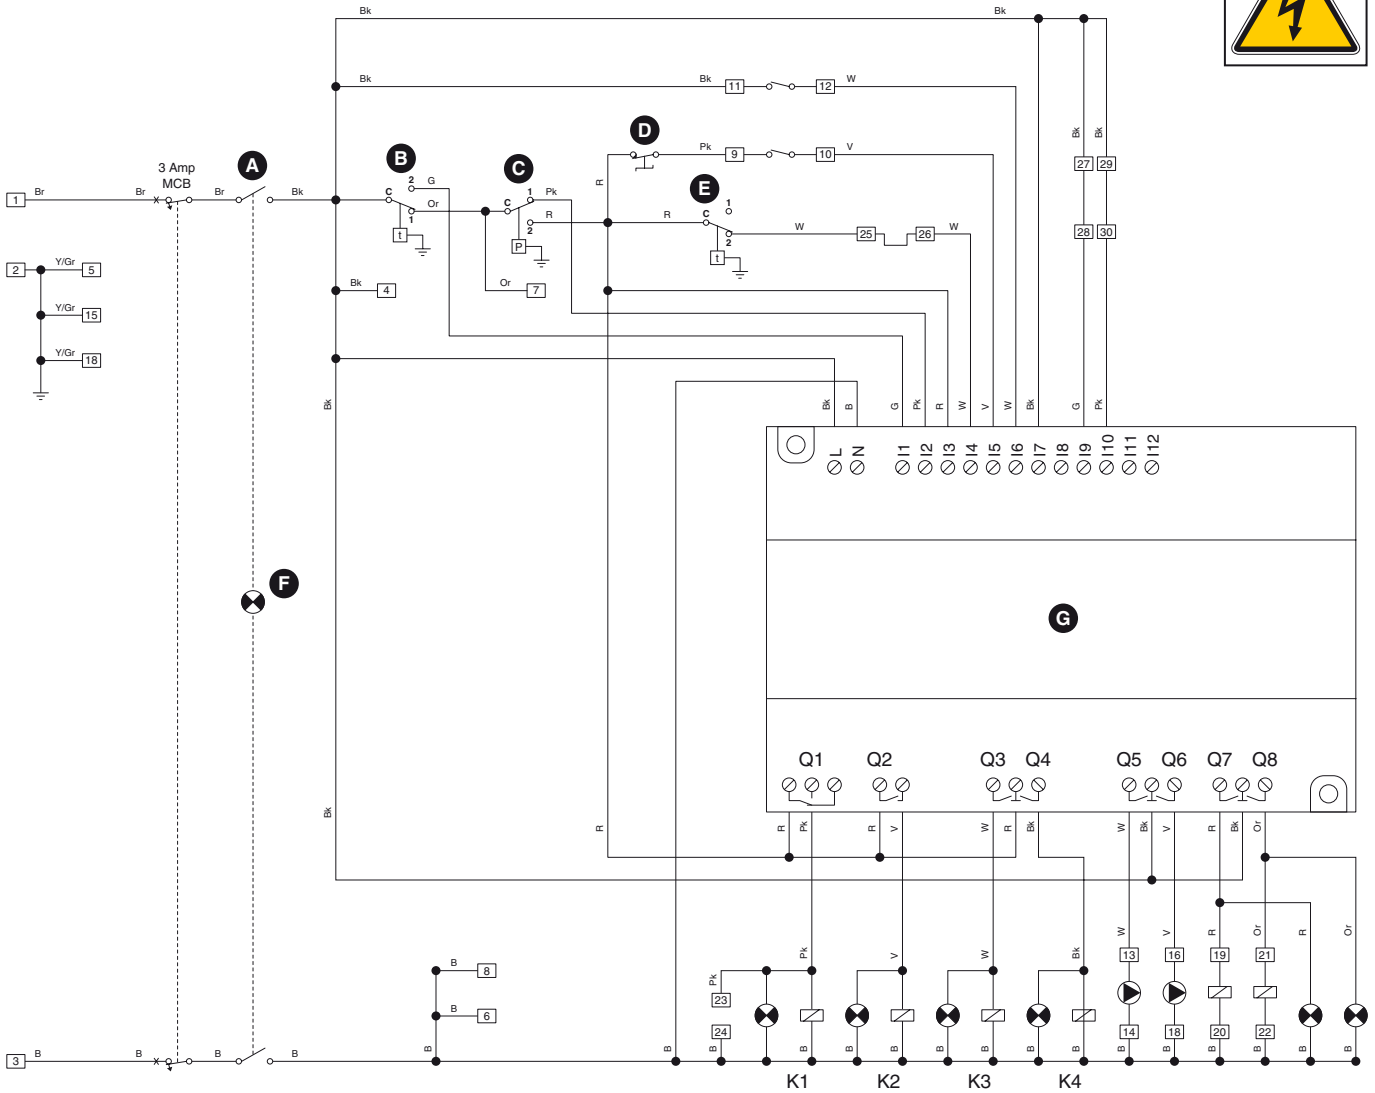 Bk Bk
Bk Bk 11 12 W
D
Pk 9 10 V
Bk Bk
27 29
3 Amp
MCB
A
B
C
E
R
1 Br Br Br Bk
C 2 G
1 Or
t
C 1 Pk
2 R
P
R C 1
2
t
W 25 26 W
28 30
2 Y/Gr 5
Y/Gr 15
Y/Gr 18
Bk 4
Or 7
Bk
Bk B G Pk R W V W Bk G Pk
L N I1 I2 I3 I4 I5 I6 I7 I8 I9 I10 I11 I12
F
G
Q1 Q2 Q3 Q4 Q5 Q6 Q7 Q8
Bk R R Pk R V W R Bk W Bk V R Bk Or
Pk V W Bk W V R Or R Or
B 8
B 6
Pk 23
24
13 16 19 21
14 18 20 22
3 B B B B B B B B B B B B B B B B B B B B B
K1 K2 K3 K4